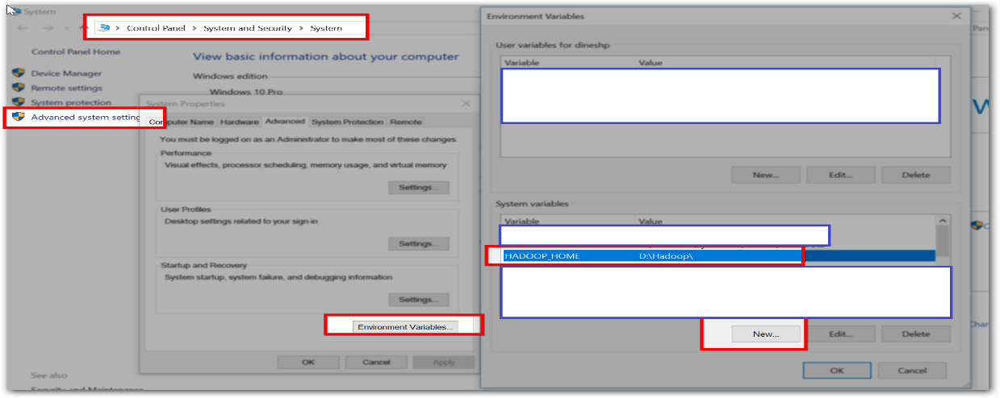 System
Control Panel > System and Security > System
Control Panel Home
Device Manager
Remote settings
System protection
Advanced system setting
See also
Security and Maintenance
View basic information about your computer
Windows edition
Windows 10 Pro
System Properties
Computer Name Hardware Advanced System Protection Remote
You must be logged on as an Administrator to make most of these changes.
Performance
Visual effects, processor scheduling, memory usage, and virtual memory
Settings...
User Profiles
Desktop settings related to your sign-in
Settings...
Startup and Recovery
System startup, system failure, and debugging information
Settings...
Environment Variables...
OK Cancel Apply
Environment Variables
User variables for dineshp
Variable Value
New... Edit... Delete
System variables
Variable Value
HADOOP_HOME D:\Hadoop\
New... Edit... Delete
OK Cancel
Pan
W
Char